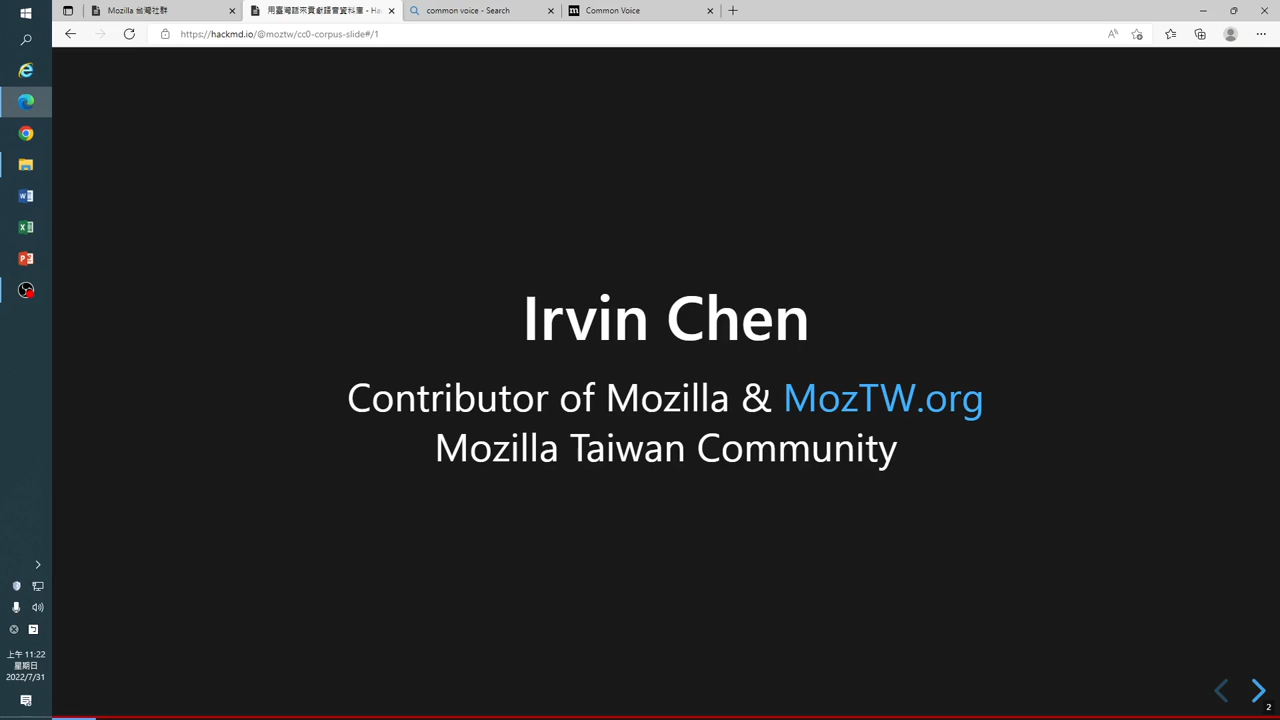 Mozilla 台灣社群
用臺灣語來貢獻語音資料庫 - Ha
common voice - Search
Common Voice
https://hackmd.io/@moztw/cc0-corpus-slide#/1
Irvin Chen
Contributor of Mozilla & MozTW.org
Mozilla Taiwan Community
上午 11:22
星期日
2022/7/31
2